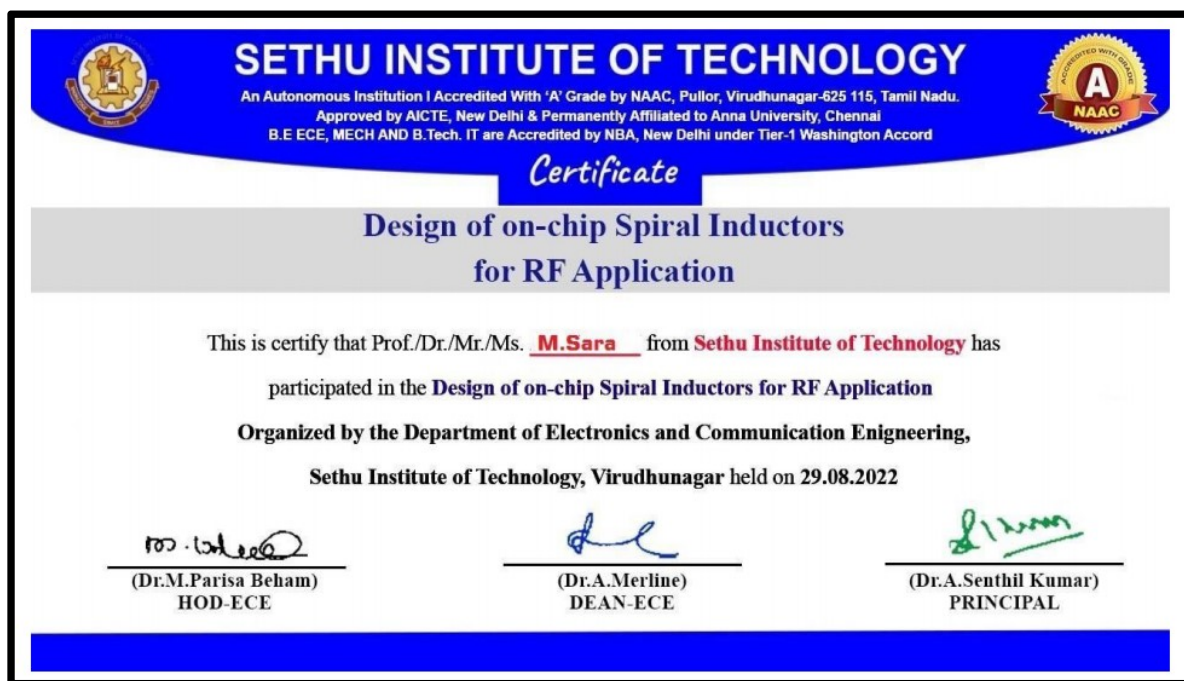 SETHU INSTITUTE OF TECHNOLOGY
An Autonomous Institution I Accredited With ‘A’ Grade by NAAC, Pullor, Virudhunagar-625 115, Tamil Nadu.
Approved by AICTE, New Delhi & Permanently Affiliated to Anna University, Chennai
B.E ECE, MECH AND B.Tech. IT are Accredited by NBA, New Delhi under Tier-1 Washington Accord
ACCREDITED WITH GRADE
A
NAAC
Certificate
Design of on-chip Spiral Inductors
for RF Application
This is certify that Prof./Dr./Mr./Ms. M.Sara from Sethu Institute of Technology has
participated in the Design of on-chip Spiral Inductors for RF Application
Organized by the Department of Electronics and Communication Enigneering,
Sethu Institute of Technology, Virudhunagar held on 29.08.2022
(Dr.M.Parisa Beham)
HOD-ECE
(Dr.A.Merline)
DEAN-ECE
(Dr.A.Senthil Kumar)
PRINCIPAL